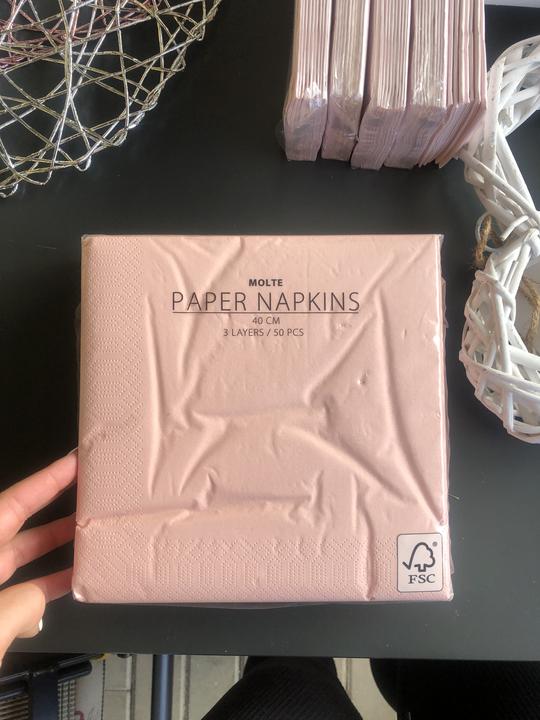 MOLTE
PAPER NAPKINS
40 CM
3 LAYERS / 50 PCS
FSC